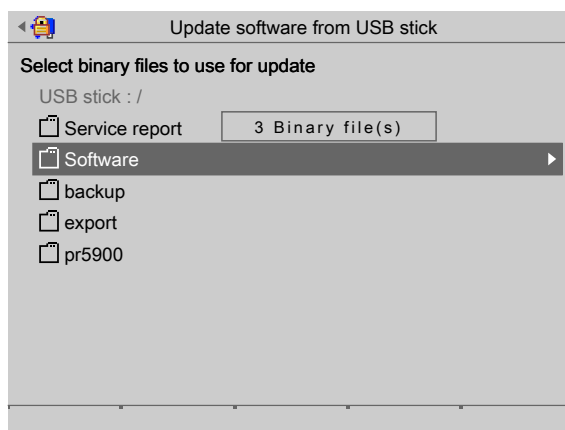 Update software from USB stick
Select binary files to use for update
USB stick : /
Service report 3 Binary file(s)
Software
backup
export
pr5900